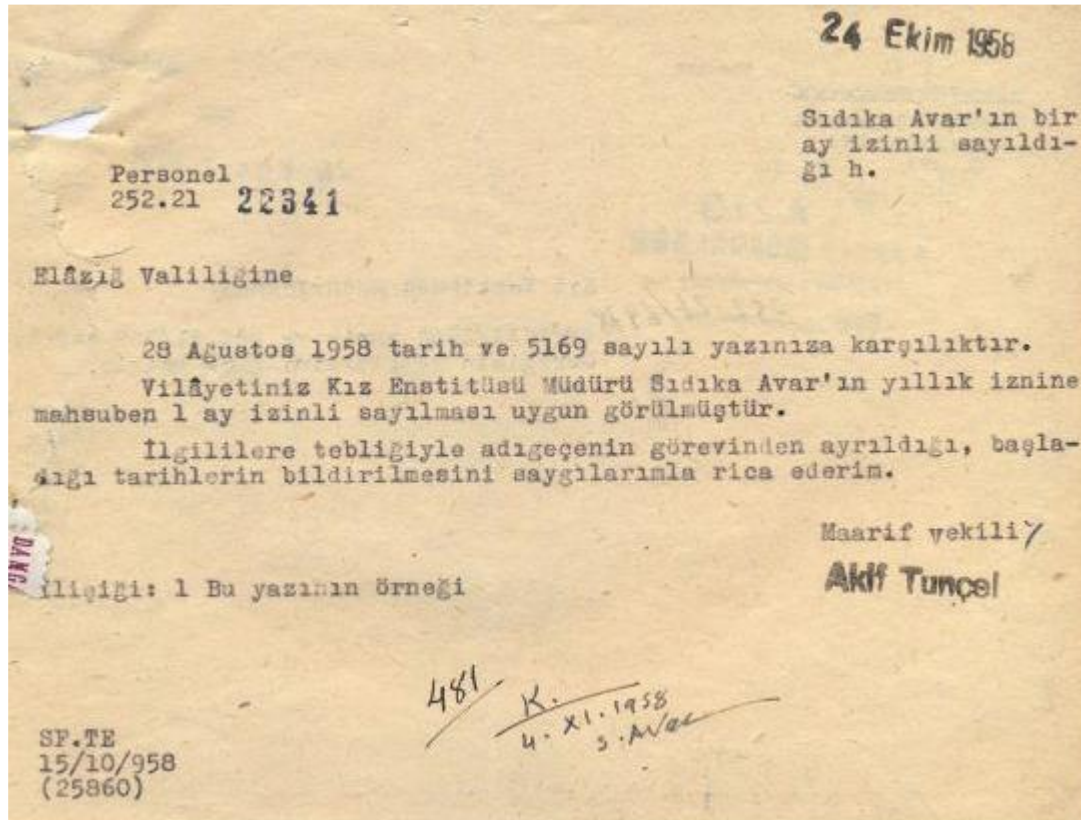 24 Ekim 1958
Sıdıka Avar'ın bir
ay izinli sayıldı-
ğı h.
Personel
252.21 22341
Elâzığ Valiliğine
28 Ağustos 1958 tarih ve 5169 sayılı yazınıza karşılıktır.
Vilâyetiniz Kız Enstitüsü Müdürü Sıdıka Avar'ın yıllık iznine
mahsuben 1 ay izinli sayılması uygun görülmüştür.
İlgililere tebliğiyle adıgeçenin görevinden ayrıldığı, başla-
dığı tarihlerin bildirilmesini saygılarımla rica ederim.
Maarif vekili
Akif Tunçel
DAMG
İlişiği: 1 Bu yazının örneği
481
K.
4. XI. 1958
S. Avar
SF.TE
15/10/958
(25860)